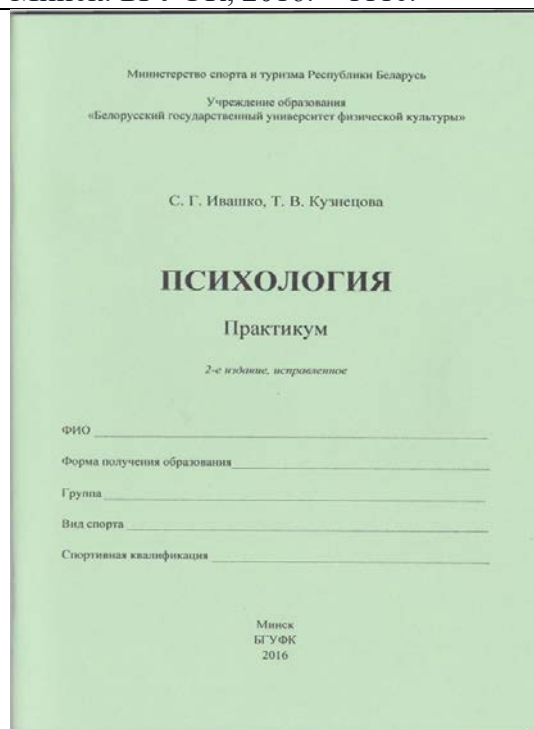 Министерство спорта и туризма Республики Беларусь
Учреждение образования
«Белорусский государственный университет физической культуры»
С. Г. Ивашко, Т. В. Кузнецова
ПСИХОЛОГИЯ
Практикум
2-е издание, исправленное
ФИО
Форма получения образования
Группа
Вид спорта
Спортивная квалификация
Минск
БГУФК
2016